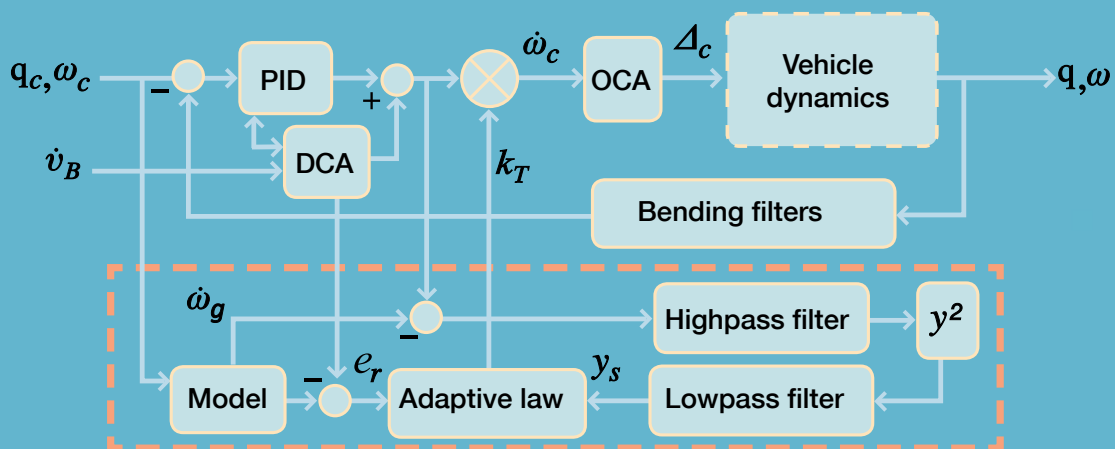 q_c, ω_c
−
PID
+
ω̇_c
OCA
Δ_c
Vehicle
dynamics
q,ω
v̇_B
DCA
k_T
Bending filters
ω̇_g
−
Highpass filter
y²
Model
−
e_r
Adaptive law
y_s
Lowpass filter